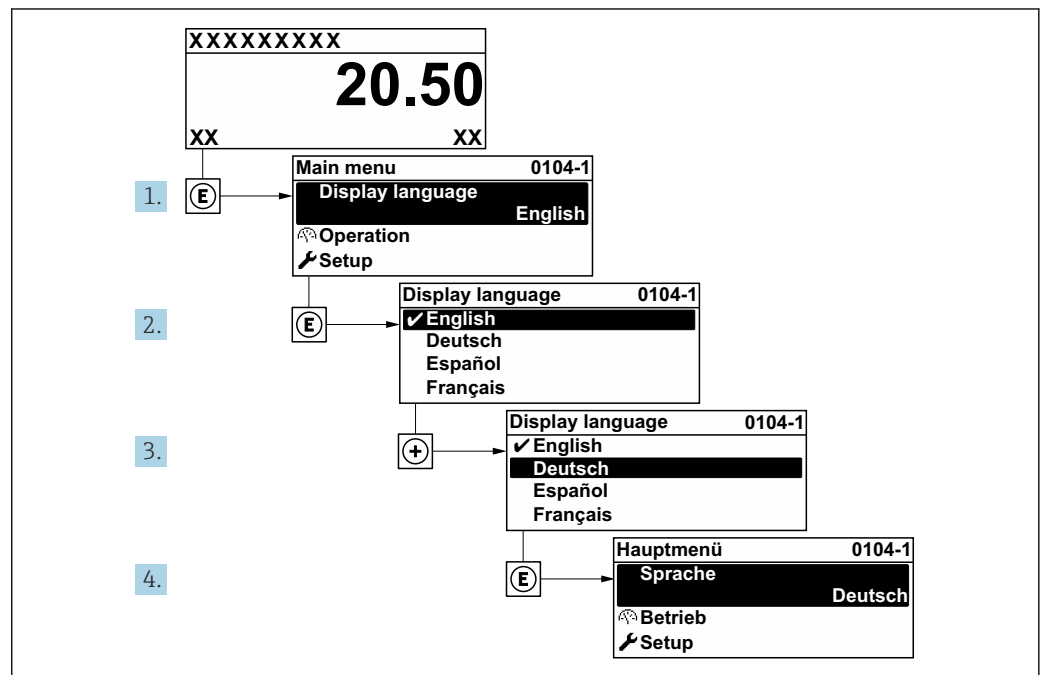 XXXXXXXXX
20.50
XX XX
1. E
Main menu 0104-1
Display language
English
Operation
Setup
2. E
Display language 0104-1
✔English
Deutsch
Español
Français
3. +
Display language 0104-1
✔English
Deutsch
Español
Français
4. E
Hauptmenü 0104-1
Sprache
Deutsch
Betrieb
Setup